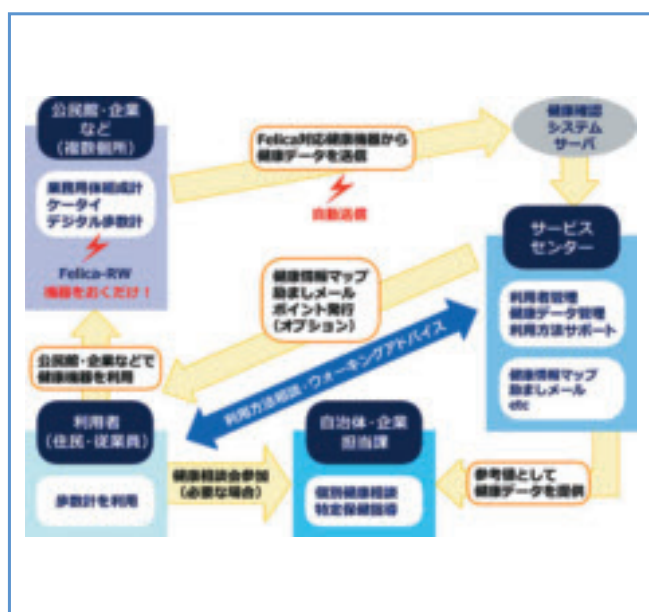 公民館・企業
など
(複数個所)
業務用体組成計
ケータイ
デジタル歩数計
Felica-RW
機器をおくだけ！
Felica対応健康機器から
健康データを送信
自動送信
健康確認
システム
サーバ
サービス
センター
利用者管理
健康データ管理
利用方法サポート
健康情報マップ
励ましメール
etc
健康情報マップ
励ましメール
ポイント発行
(オプション)
利用方法相談・ウォーキングアドバイス
公民館・企業などで
健康機器を利用
利用者
(住民・従業員)
歩数計を利用
健康相談会参加
(必要な場合)
自治体・企業
担当課
個別健康相談
特定保健指導
参考値として
健康データを提供